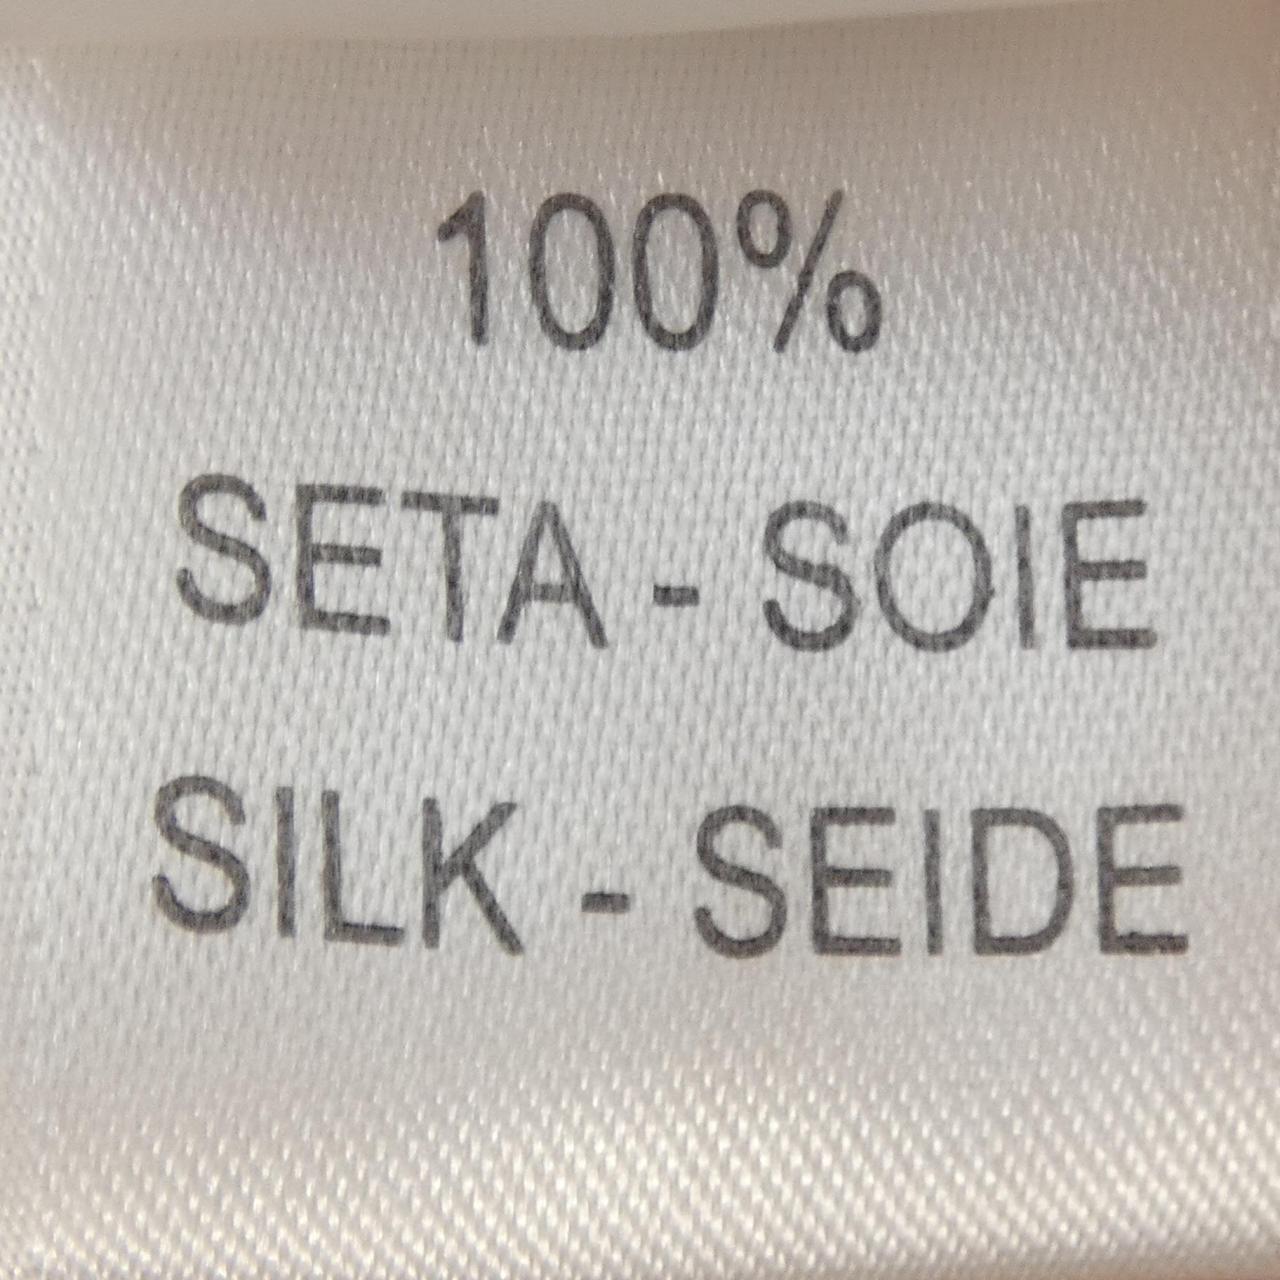 100%
SETA - SOIE
SILK - SEIDE